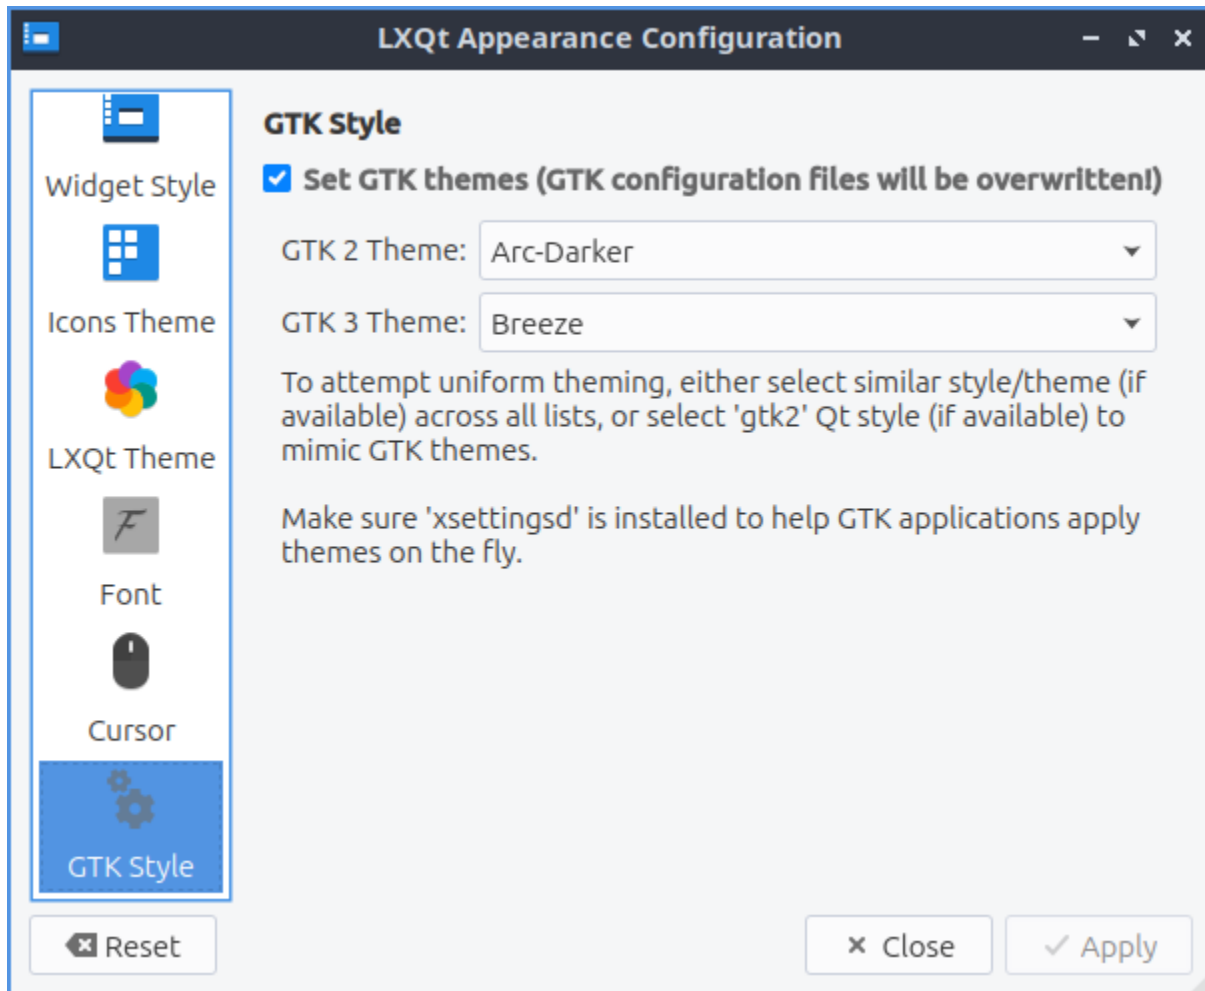 LXQt Appearance Configuration
Widget Style
Icons Theme
LXQt Theme
Font
Cursor
GTK Style
GTK Style
Set GTK themes (GTK configuration files will be overwritten!)
GTK 2 Theme: Arc-Darker
GTK 3 Theme: Breeze
To attempt uniform theming, either select similar style/theme (if
available) across all lists, or select 'gtk2' Qt style (if available) to
mimic GTK themes.
Make sure 'xsettingsd' is installed to help GTK applications apply
themes on the fly.
Reset
Close
Apply